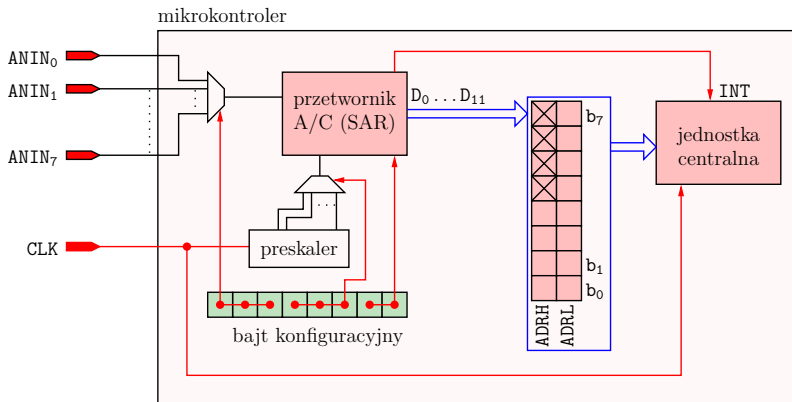 mikrokontroler
ANIN₀
ANIN₁
ANIN₇
CLK
przetwornik
A/C (SAR)
D₀...D₁₁
INT
jednostka
centralna
b₇
b₁
b₀
ADRH
ADRL
preskaler
bajt konfiguracyjny